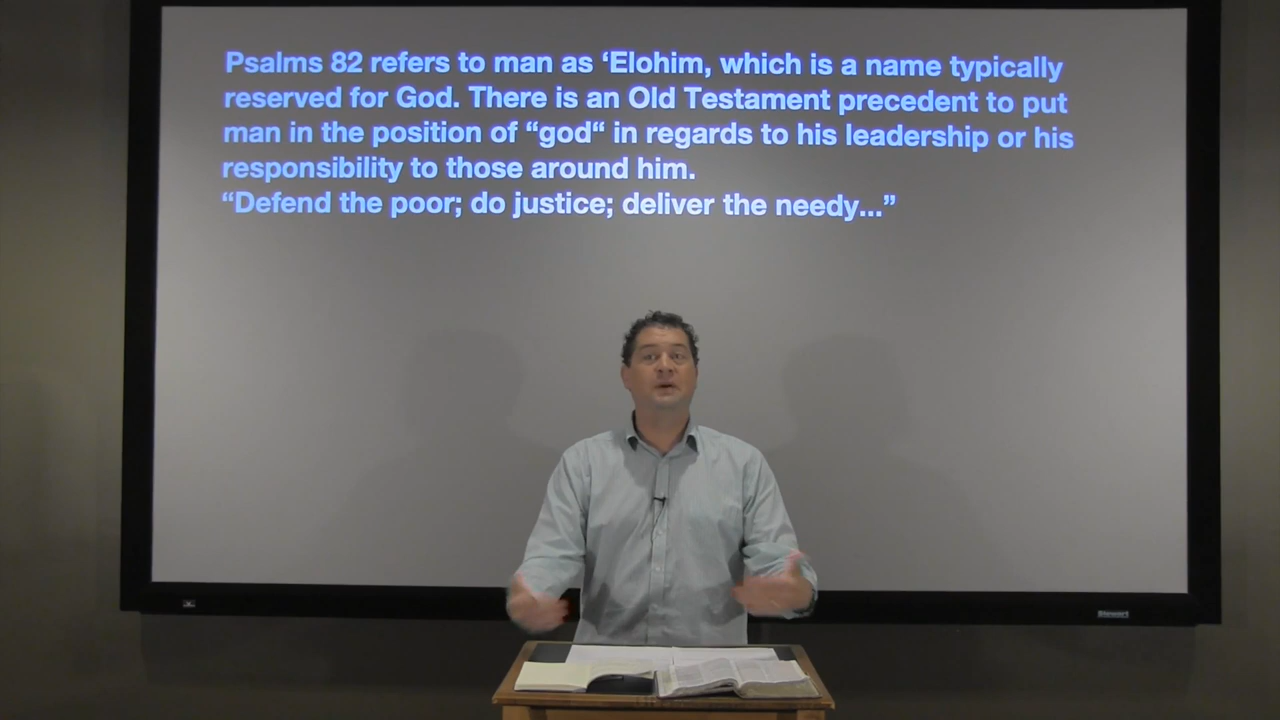 Psalms 82 refers to man as ‘Elohim, which is a name typically
reserved for God. There is an Old Testament precedent to put
man in the position of “god“ in regards to his leadership or his
responsibility to those around him.
“Defend the poor; do justice; deliver the needy...”
Stewart